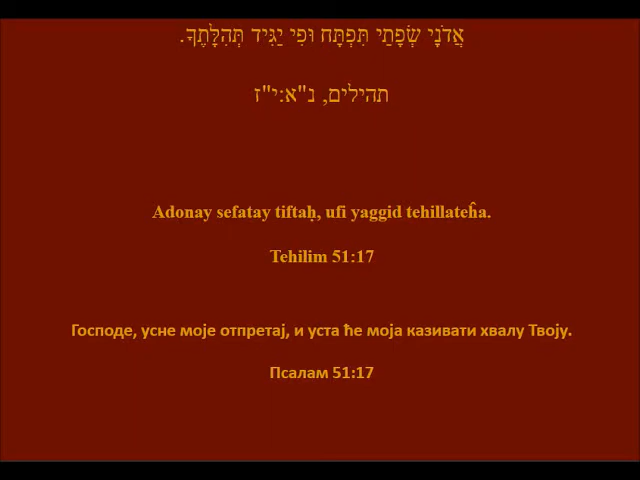 אֲדֹנָי שְׂפָתַי תִּפְתָּח וּפִי יַגִּיד תְּהִלָּתֶךָ.
תהילים, נ"א:י"ז
Adonay sefatay tiftaḥ, ufi yaggid tehillateĥa.
Tehilim 51:17
Господе, усне моје отпретај, и уста ће моја казивати хвалу Твоју.
Псалам 51:17